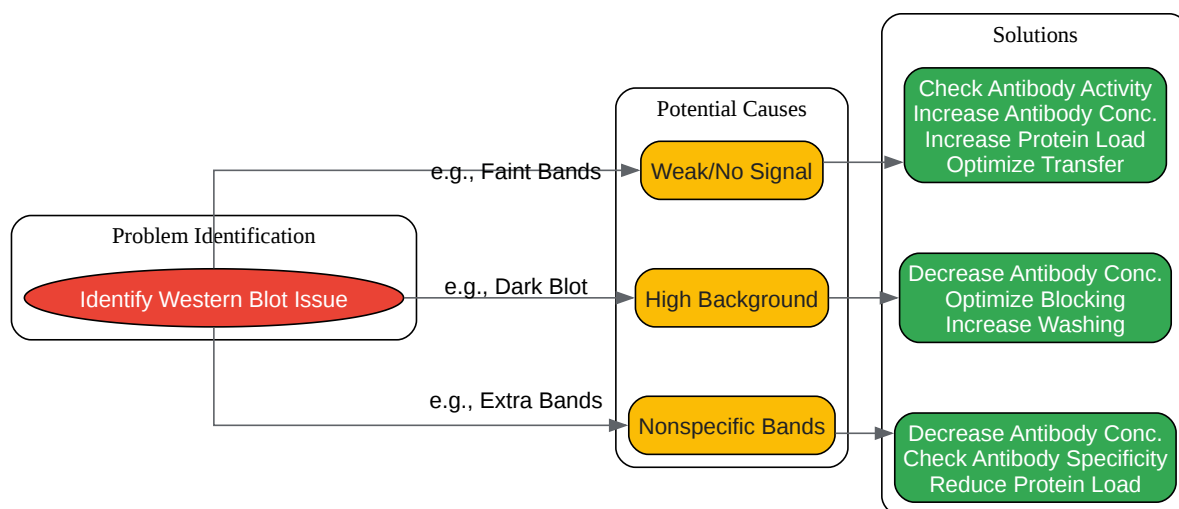 Problem Identification
Identify Western Blot Issue
e.g., Faint Bands
e.g., Dark Blot
e.g., Extra Bands
Potential Causes
Weak/No Signal
High Background
Nonspecific Bands
Solutions
Check Antibody Activity
Increase Antibody Conc.
Increase Protein Load
Optimize Transfer
Decrease Antibody Conc.
Optimize Blocking
Increase Washing
Decrease Antibody Conc.
Check Antibody Specificity
Reduce Protein Load